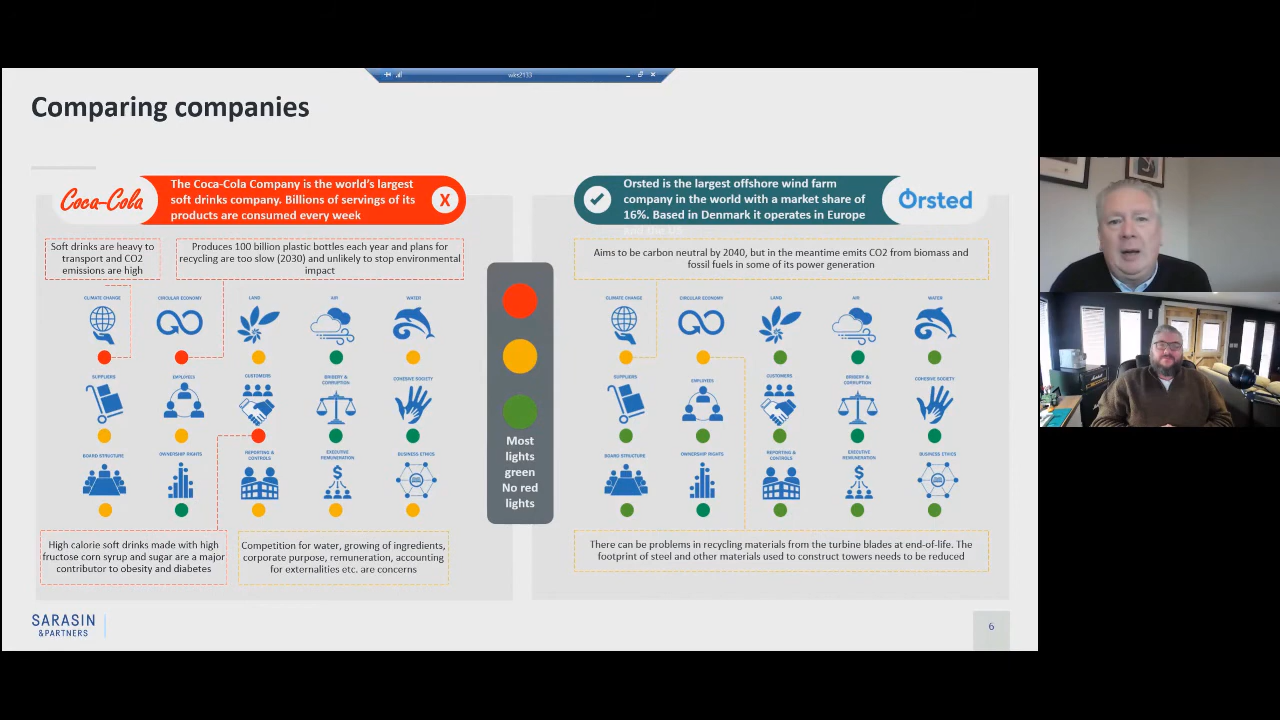 wks2133
Comparing companies
Coca-Cola
The Coca-Cola Company is the world's largest
soft drinks company. Billions of servings of its
products are consumed every week
X
Orsted is the largest offshore wind farm
company in the world with a market share of
16%. Based in Denmark it operates in Europe
and the US
Ørsted
Soft drinks are heavy to
transport and CO2
emissions are high
Produces 100 billion plastic bottles each year and plans for
recycling are too slow (2030) and unlikely to stop environmental
impact
CLIMATE CHANGE
CIRCULAR ECONOMY
LAND
AIR
WATER
SUPPLIERS
EMPLOYEES
CUSTOMERS
BRIBERY &
CORRUPTION
COHESIVE SOCIETY
BOARD STRUCTURE
OWNERSHIP RIGHTS
REPORTING &
CONTROLS
EXECUTIVE
REMUNERATION
BUSINESS ETHICS
High calorie soft drinks made with high
fructose corn syrup and sugar are a major
contributor to obesity and diabetes
Competition for water, growing of ingredients,
corporate purpose, remuneration, accounting
for externalities etc. are concerns
Most
lights
green
No red
lights
Aims to be carbon neutral by 2040, but in the meantime emits CO2 from biomass and
fossil fuels in some of its power generation
CLIMATE CHANGE
CIRCULAR ECONOMY
LAND
AIR
WATER
SUPPLIERS
EMPLOYEES
CUSTOMERS
BRIBERY &
CORRUPTION
COHESIVE SOCIETY
BOARD STRUCTURE
OWNERSHIP RIGHTS
REPORTING &
CONTROLS
EXECUTIVE
REMUNERATION
BUSINESS ETHICS
There can be problems in recycling materials from the turbine blades at end-of-life. The
footprint of steel and other materials used to construct towers needs to be reduced
SARASIN
& PARTNERS
6